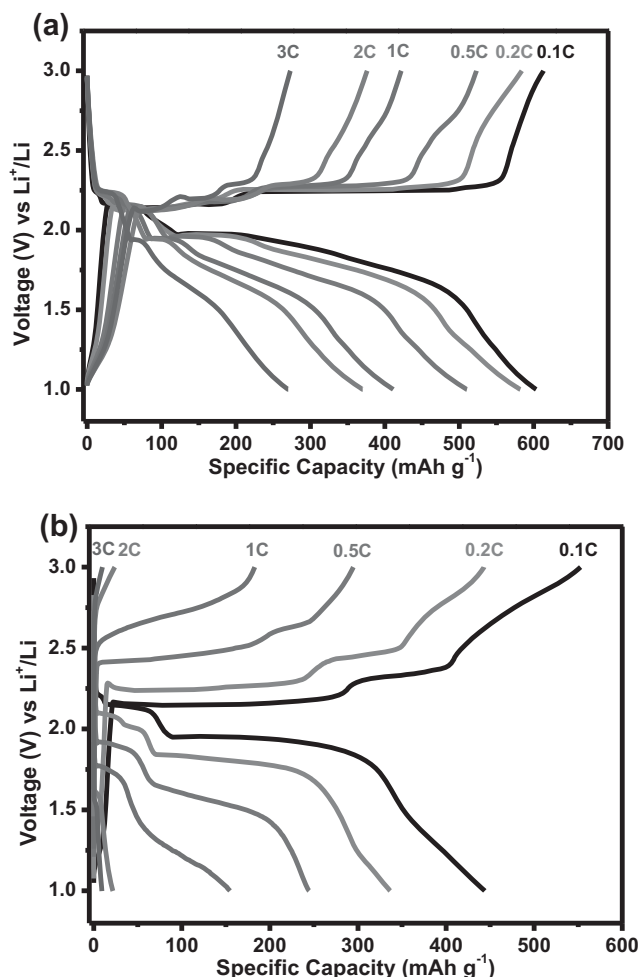 (a)
3C 2C 1C 0.5C 0.2C 0.1C
3.0
2.5
2.0
1.5
1.0
Voltage (V) vs Li⁺/Li
0 100 200 300 400 500 600 700
Specific Capacity (mAh g⁻¹)
(b)
3C 2C 1C 0.5C 0.2C 0.1C
3.0
2.5
2.0
1.5
1.0
Voltage (V) vs Li⁺/Li
0 100 200 300 400 500 600
Specific Capacity (mAh g⁻¹)